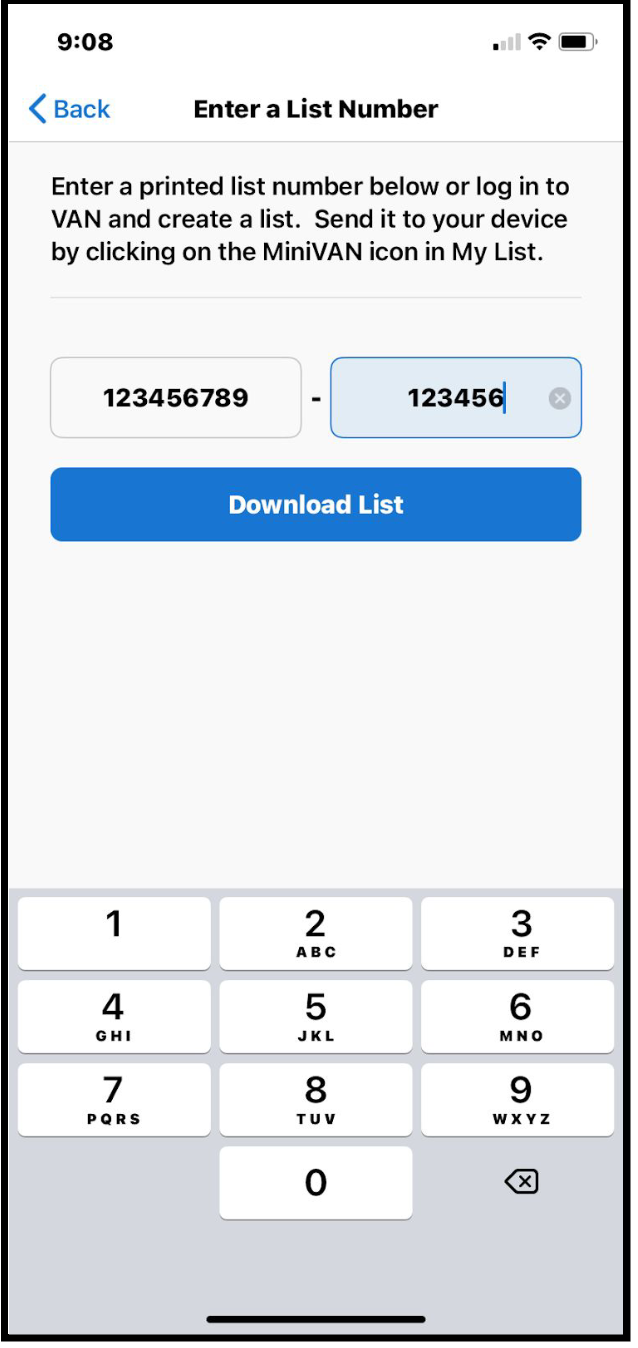 9:08
Back
Enter a List Number
Enter a printed list number below or log in to
VAN and create a list.  Send it to your device
by clicking on the MiniVAN icon in My List.
123456789 - 123456
Download List
1 2 3
ABC DEF
4 5 6
GHI JKL MNO
7 8 9
PQRS TUV WXYZ
0